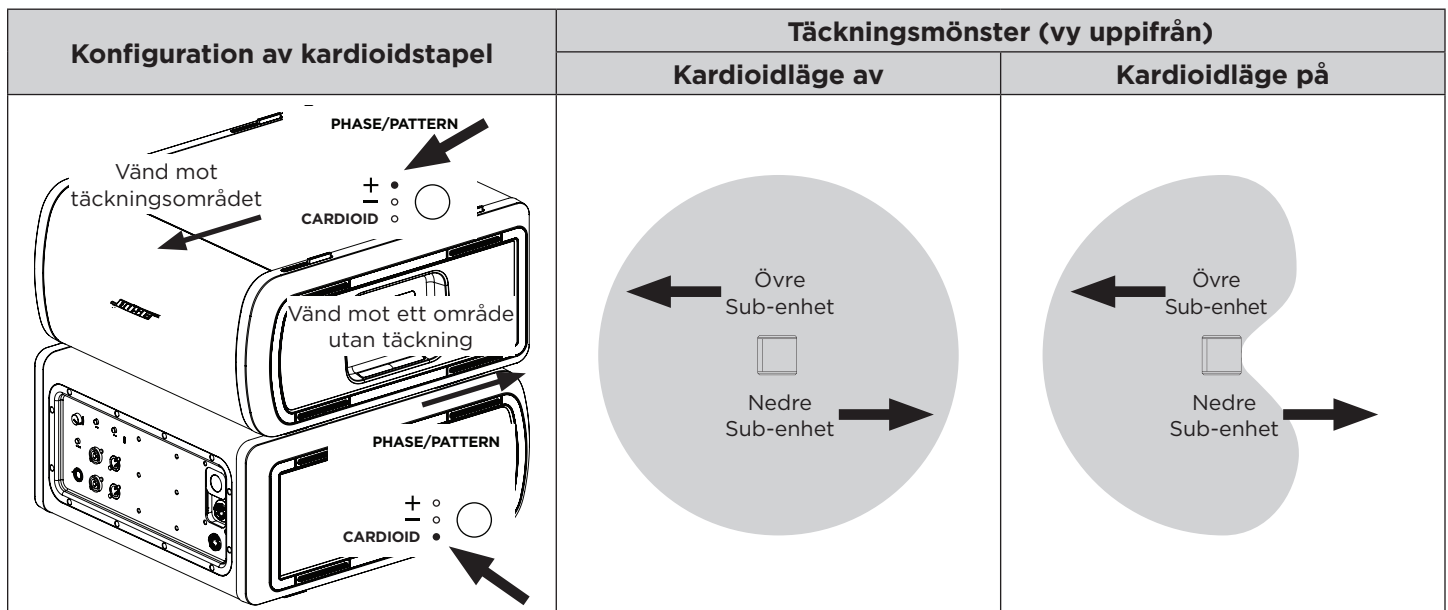 Konfiguration av kardioidstapel
Täckningsmönster (vy uppifrån)
Kardioidläge av
Kardioidläge på
PHASE/PATTERN
Vänd mot
täckningsområdet
+
−
CARDIOID
BOSE
Vänd mot ett område
utan täckning
PHASE/PATTERN
+
−
CARDIOID
Övre
Sub-enhet
Nedre
Sub-enhet
Övre
Sub-enhet
Nedre
Sub-enhet